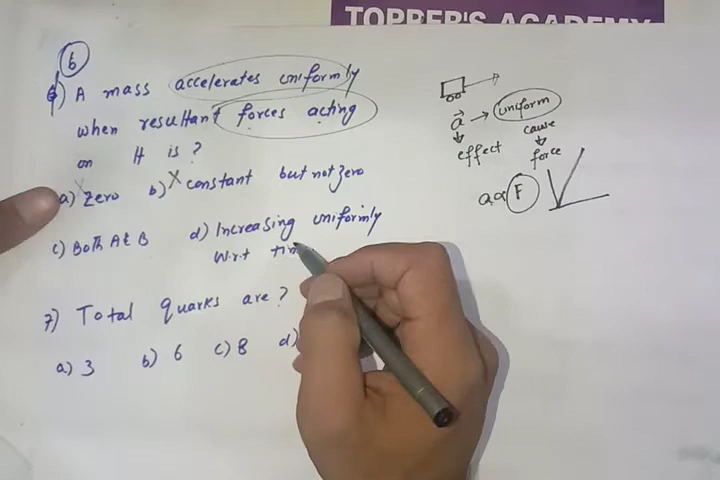 TOPPER'S ACADEMY
6
6) A mass accelerates uniformly
when resultant forces acting
on It is?
a) Zero b) constant but not zero
c) Both A & B d) Increasing uniformly
w.r.t
7) Total quarks are?
a) 3 b) 6 c) 8 d)
a → uniform
effect
cause
force
a ∝ F